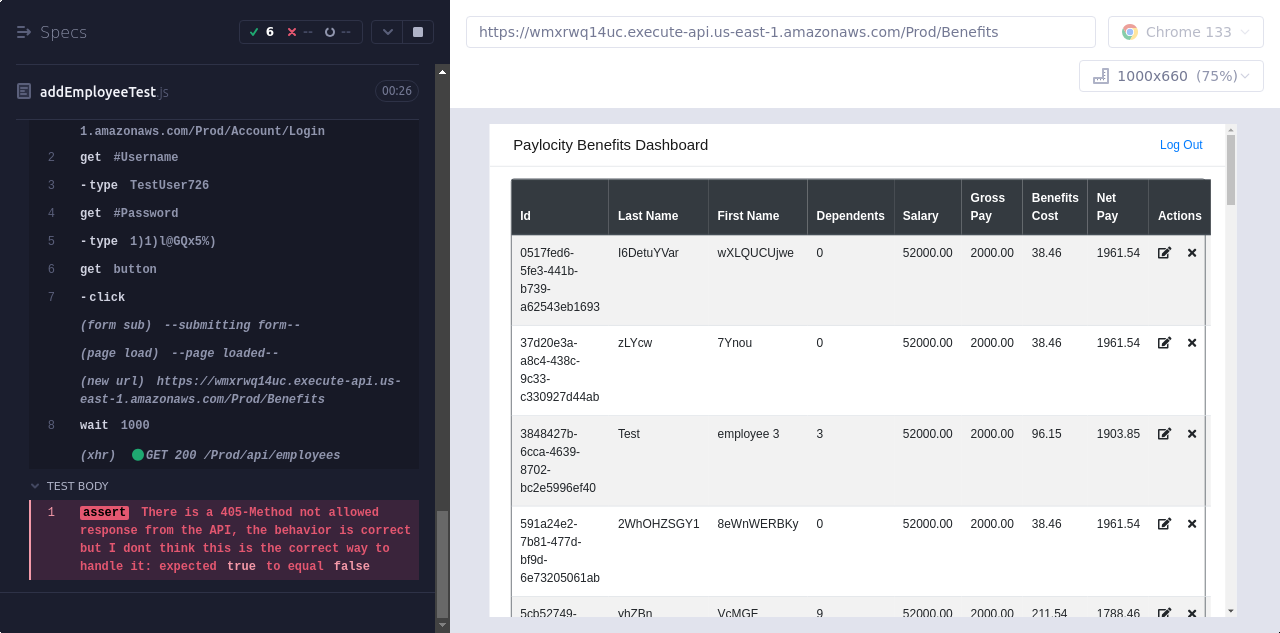 Specs
6 -- --
addEmployeeTest.js 00:26
1.amazonaws.com/Prod/Account/Login
2 get #Username
3 -type TestUser726
4 get #Password
5 -type 1)1)l@GQx5%)
6 get button
7 -click
(form sub) --submitting form--
(page load) --page loaded--
(new url) https://wmxrwq14uc.execute-api.us-
east-1.amazonaws.com/Prod/Benefits
8 wait 1000
(xhr) GET 200 /Prod/api/employees
TEST BODY
1 assert There is a 405-Method not allowed
response from the API, the behavior is correct
but I dont think this is the correct way to
handle it: expected true to equal false
https://wmxrwq14uc.execute-api.us-east-1.amazonaws.com/Prod/Benefits
Chrome 133
1000x660 (75%)
Paylocity Benefits Dashboard Log Out
Id Last Name First Name Dependents Salary Gross Pay Benefits Cost Net Pay Actions
0517fed6- I6DetuYVar wXLQUCUjwe 0 52000.00 2000.00 38.46 1961.54
5fe3-441b-
b739-
a62543eb1693
37d20e3a- zLYcw 7Ynou 0 52000.00 2000.00 38.46 1961.54
a8c4-438c-
9c33-
c330927d44ab
3848427b- Test employee 3 3 52000.00 2000.00 96.15 1903.85
6cca-4639-
8702-
bc2e5996ef40
591a24e2- 2WhOHZSGY1 8eWnWERBKy 0 52000.00 2000.00 38.46 1961.54
7b81-477d-
bf9d-
6e73205061ab
5cb52749- vhZBn VcMGE 9 52000.00 2000.00 211.54 1788.46